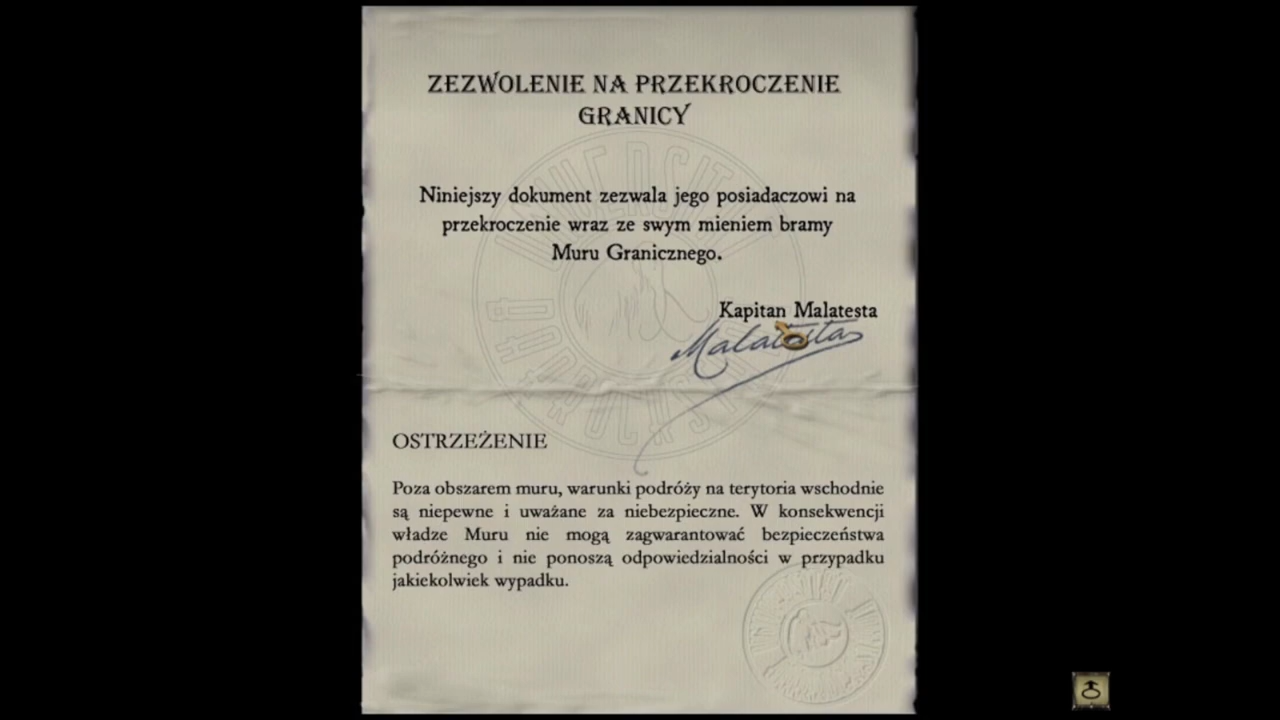 ZEZWOLENIE NA PRZEKROCZENIE
GRANICY
Niniejszy dokument zezwala jego posiadaczowi na
przekroczenie wraz ze swym mieniem bramy
Muru Granicznego.
Kapitan Malatesta
Malatesta
OSTRZEŻENIE
Poza obszarem muru, warunki podróży na terytoria wschodnie
są niepewne i uważane za niebezpieczne. W konsekwencji
władze Muru nie mogą zagwarantować bezpieczeństwa
podróżnego i nie ponoszą odpowiedzialności w przypadku
jakiekolwiek wypadku.